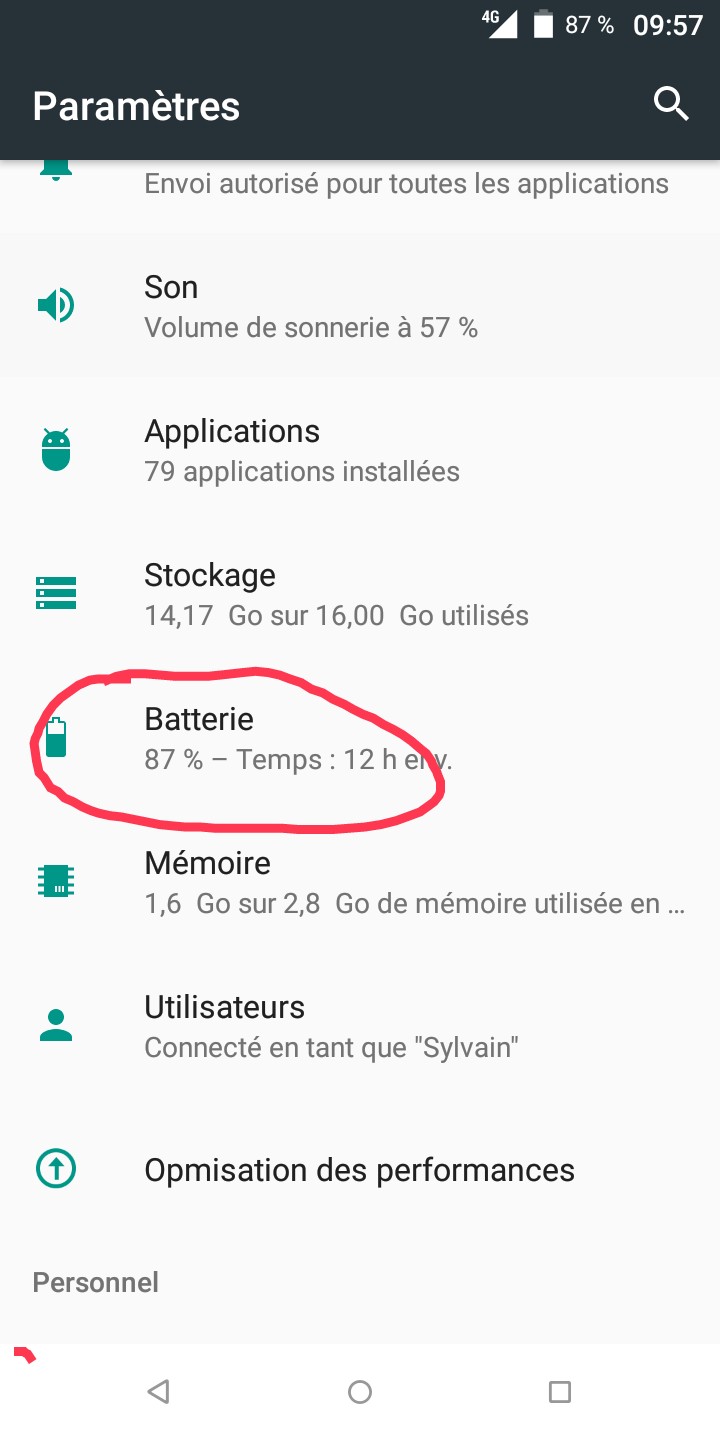 4G 87 % 09:57
Paramètres
Envoi autorisé pour toutes les applications
Son
Volume de sonnerie à 57 %
Applications
79 applications installées
Stockage
14,17 Go sur 16,00 Go utilisés
Batterie
87 % – Temps : 12 h env.
Mémoire
1,6 Go sur 2,8 Go de mémoire utilisée en ...
Utilisateurs
Connecté en tant que "Sylvain"
Opmisation des performances
Personnel